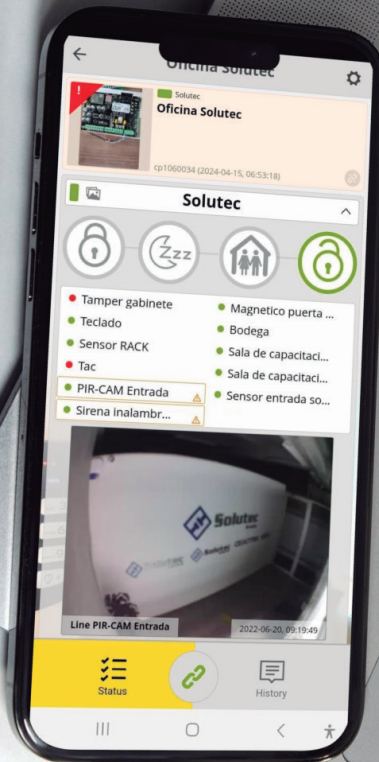 Oficina Solutec
!
Solutec
Oficina Solutec
cp1060034 (2024-04-15, 06:53:18)
Solutec
Zzz
Tamper gabinete
Teclado
Sensor RACK
Tac
PIR-CAM Entrada
Sirena inalambr...
Magnetico puerta ...
Bodega
Sala de capacitaci...
Sala de capacitaci...
Sensor entrada so...
Solutec
Solutec
Line PIR-CAM Entrada
2022-06-20, 09:19:49
Status
History